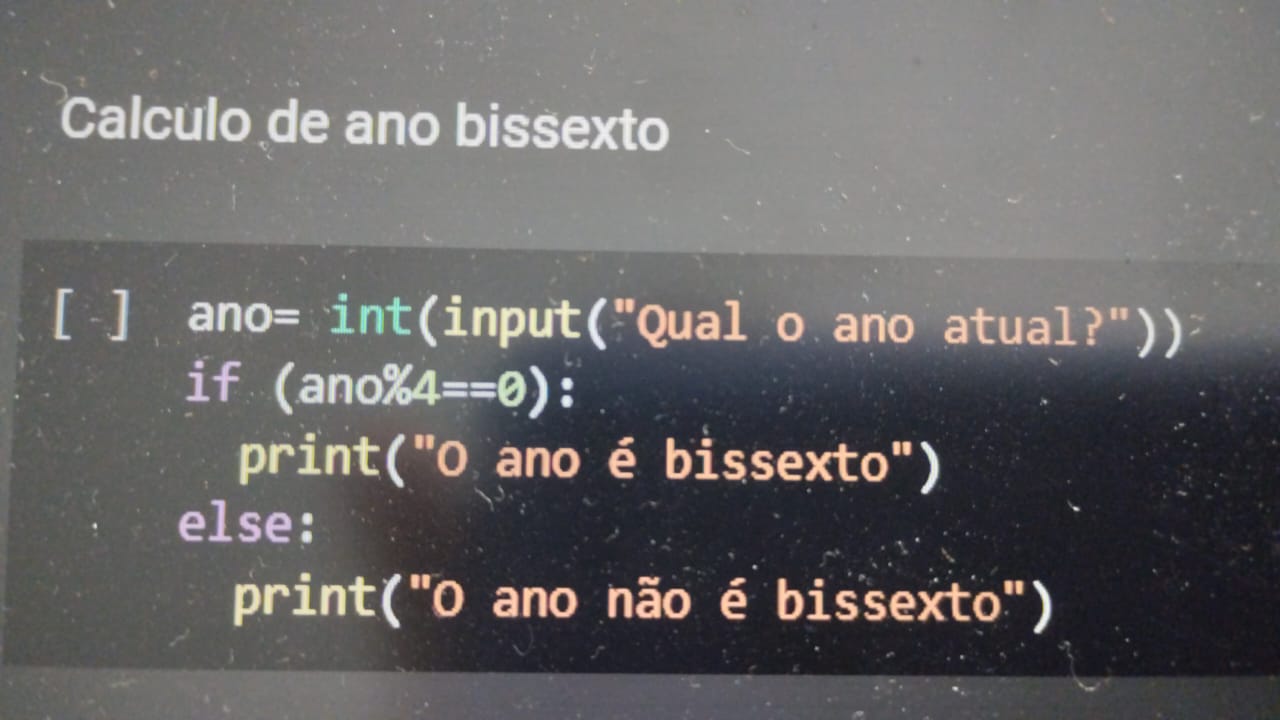 Calculo de ano bissexto
[ ] ano= int(input("Qual o ano atual?"))
if (ano%4==0):
print("O ano é bissexto")
else:
print("O ano não é bissexto")